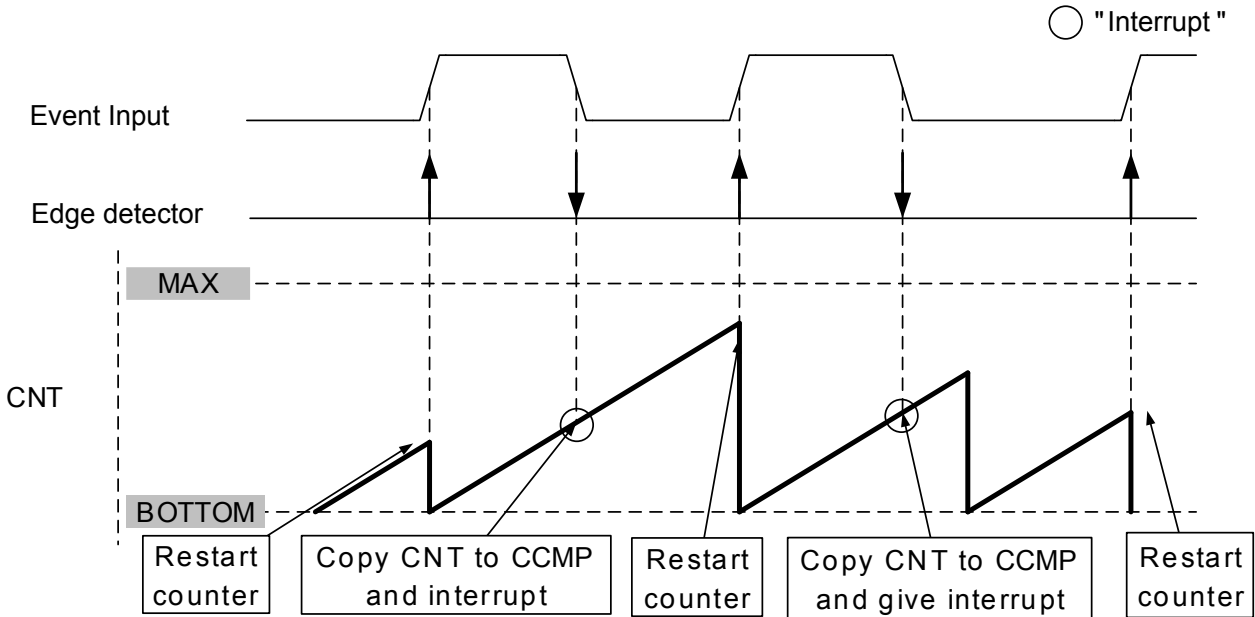 "Interrupt"
Event Input
Edge detector
MAX
CNT
BOTTOM
Restart
counter
Copy CNT to CCMP
and interrupt
Restart
counter
Copy CNT to CCMP
and give interrupt
Restart
counter